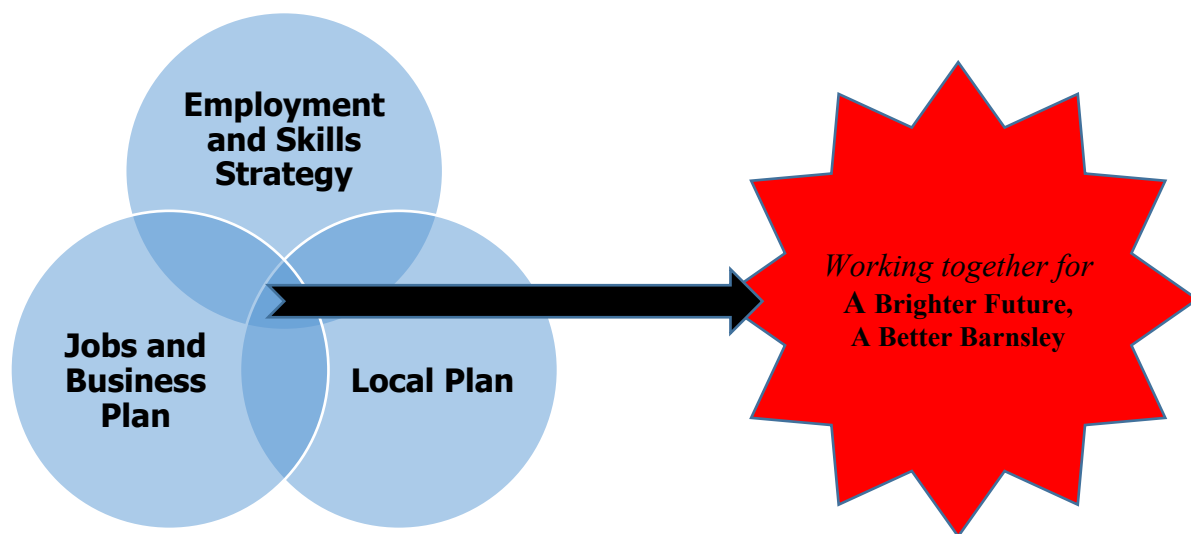 Employment
and Skills
Strategy
Jobs and
Business
Plan
Local Plan
Working together for
A Brighter Future,
A Better Barnsley